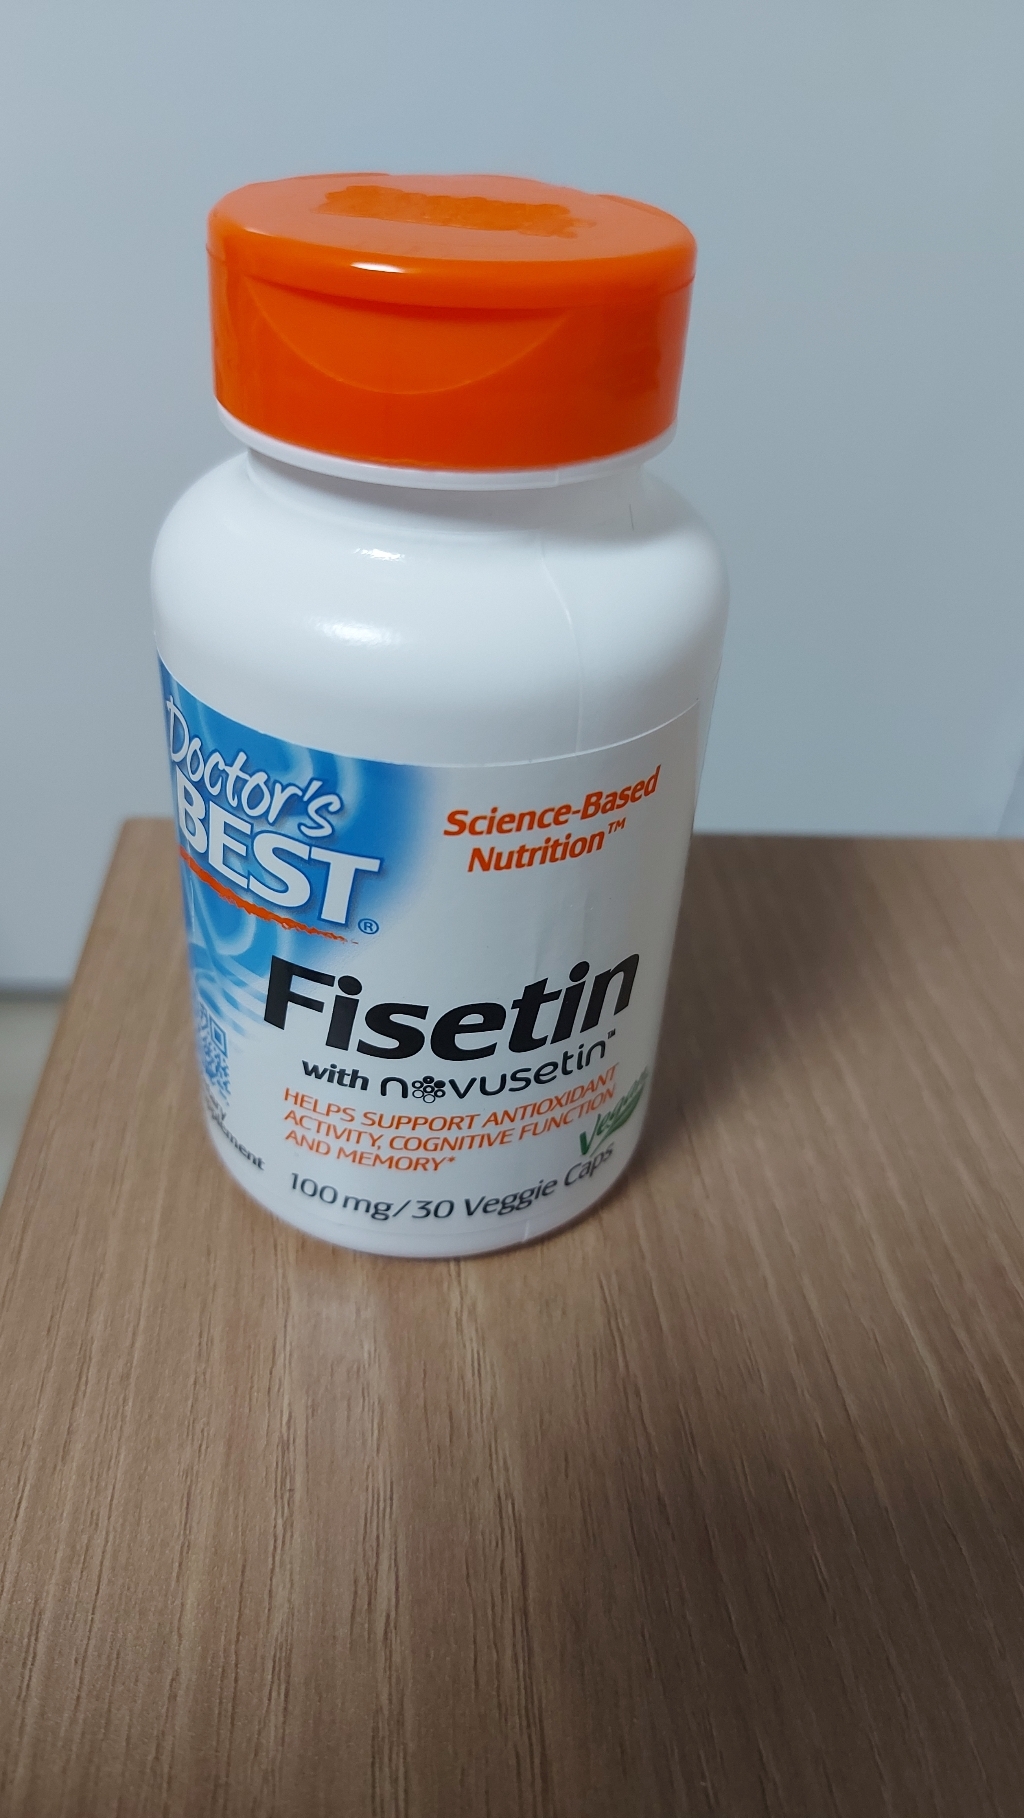 Doctor's
BEST®
Science-Based
Nutrition™
Fisetin
with novusetin™
HELPS SUPPORT ANTIOXIDANT
ACTIVITY, COGNITIVE FUNCTION
AND MEMORY*
100 mg/30 Veggie Caps